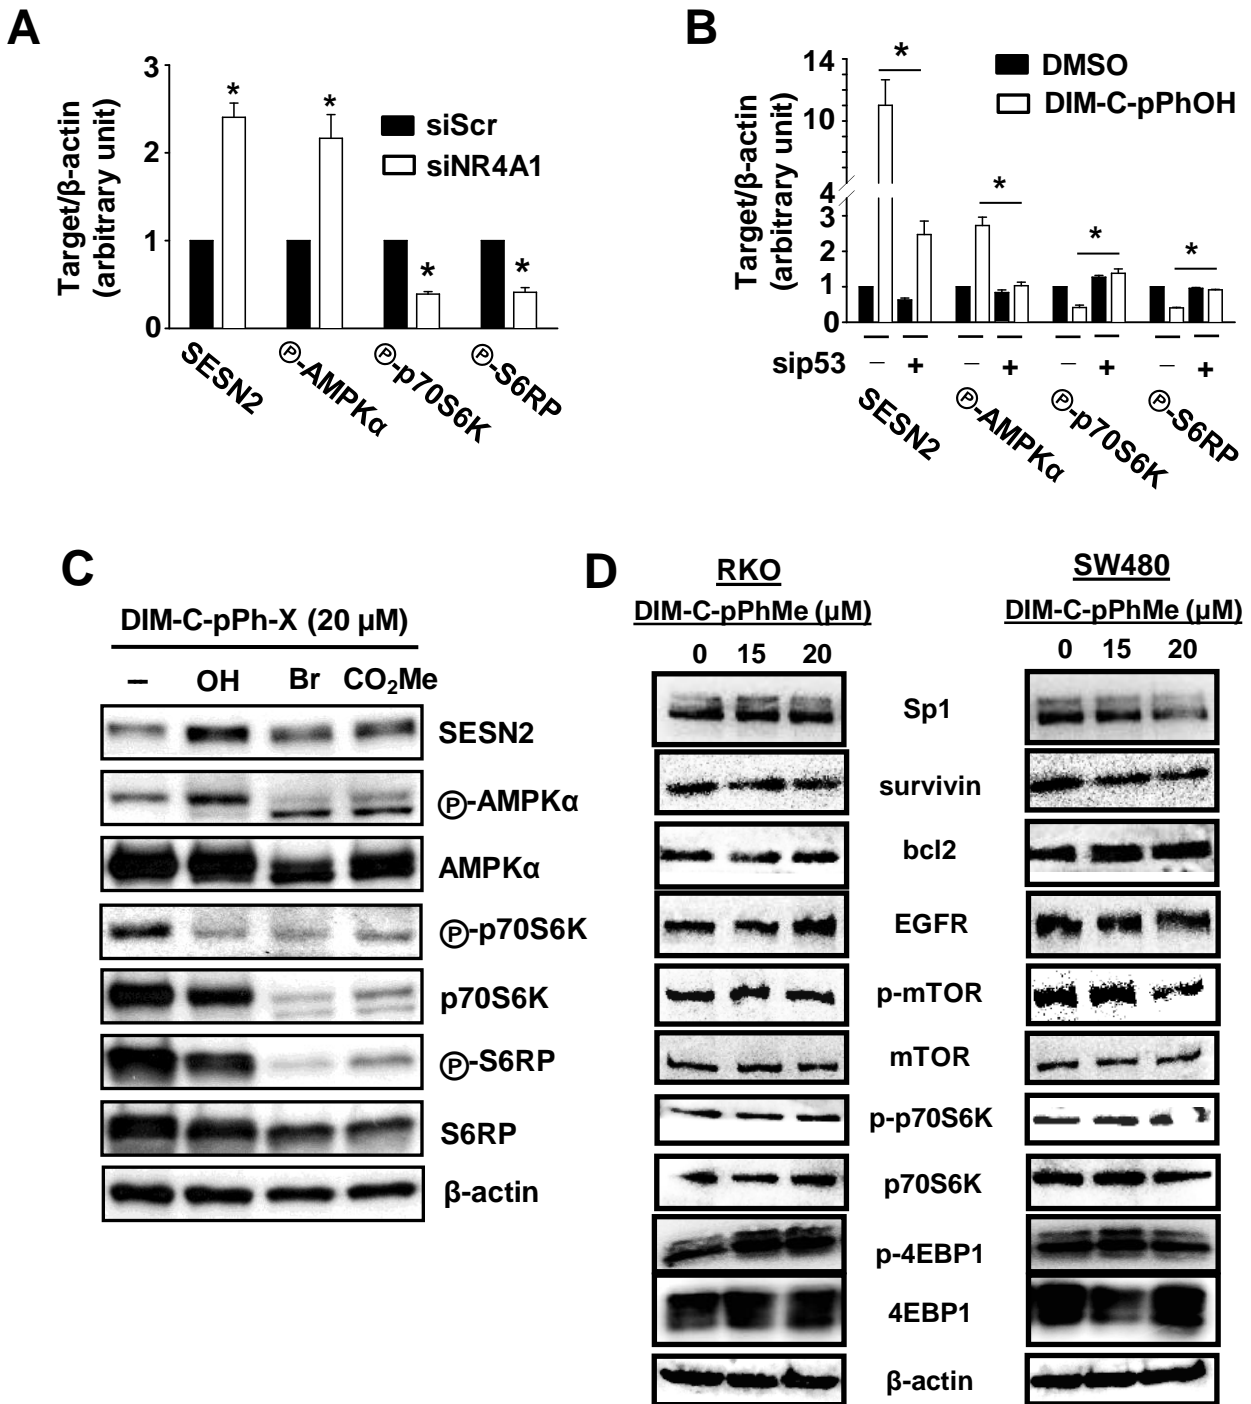 A
3
2
1
0
Target/β-actin
(arbitrary unit)
*
*
*
*
siScr
siNR4A1
SESN2
Ⓟ-AMPKα
Ⓟ-p70S6K
Ⓟ-S6RP
B
14
10
4
3
2
1
0
Target/β-actin
(arbitrary unit)
*
*
*
*
DMSO
DIM-C-pPhOH
sip53 – + – + – + – +
SESN2
Ⓟ-AMPKα
Ⓟ-p70S6K
Ⓟ-S6RP
C
DIM-C-pPh-X (20 µM)
– OH Br CO₂Me
SESN2
Ⓟ-AMPKα
AMPKα
Ⓟ-p70S6K
p70S6K
Ⓟ-S6RP
S6RP
β-actin
D
RKO SW480
DIM-C-pPhMe (µM) DIM-C-pPhMe (µM)
0 15 20 0 15 20
Sp1
survivin
bcl2
EGFR
p-mTOR
mTOR
p-p70S6K
p70S6K
p-4EBP1
4EBP1
β-actin